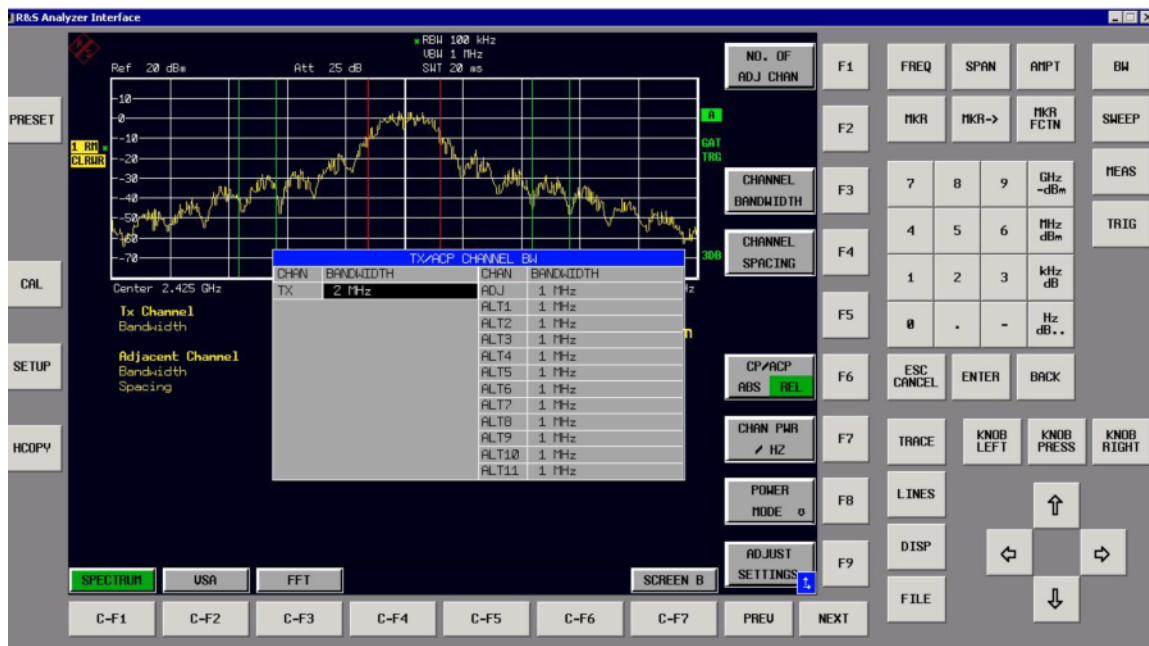 R&S Analyzer Interface
RBW 100 kHz
VBW 1 MHz
Ref 20 dBm Att 25 dB SWT 20 ms
-10
-0
-10
-20
-30
-40
-50
-60
-70
1 RM
CLRWR
A
GAT
TRG
3DB
Center 2.425 GHz
Tx Channel
Bandwidth
Adjacent Channel
Bandwidth
Spacing
TX/ACP CHANNEL BW
CHAN BANDWIDTH CHAN BANDWIDTH
TX 2 MHz ADJ 1 MHz
ALT1 1 MHz
ALT2 1 MHz
ALT3 1 MHz
ALT4 1 MHz
ALT5 1 MHz
ALT6 1 MHz
ALT7 1 MHz
ALT8 1 MHz
ALT9 1 MHz
ALT10 1 MHz
ALT11 1 MHz
NO. OF
ADJ CHAN
CHANNEL
BANDWIDTH
CHANNEL
SPACING
CP/ACP
ABS REL
CHAN PWR
/ HZ
POWER
MODE
ADJUST
SETTINGS
SPECTRUM VSA FFT SCREEN B
PRESET
CAL
SETUP
HCOPY
F1
F2
F3
F4
F5
F6
F7
F8
F9
C-F1 C-F2 C-F3 C-F4 C-F5 C-F6 C-F7 PREV NEXT
FREQ SPAN AMPT BW
MKR MKR-> MKR FCTN SWEEP
7 8 9 GHz -dBm MEAS
4 5 6 MHz dBm TRIG
1 2 3 kHz dB
0 . - Hz dB..
ESC CANCEL ENTER BACK
TRACE KNOB LEFT KNOB PRESS KNOB RIGHT
LINES
DISP
FILE